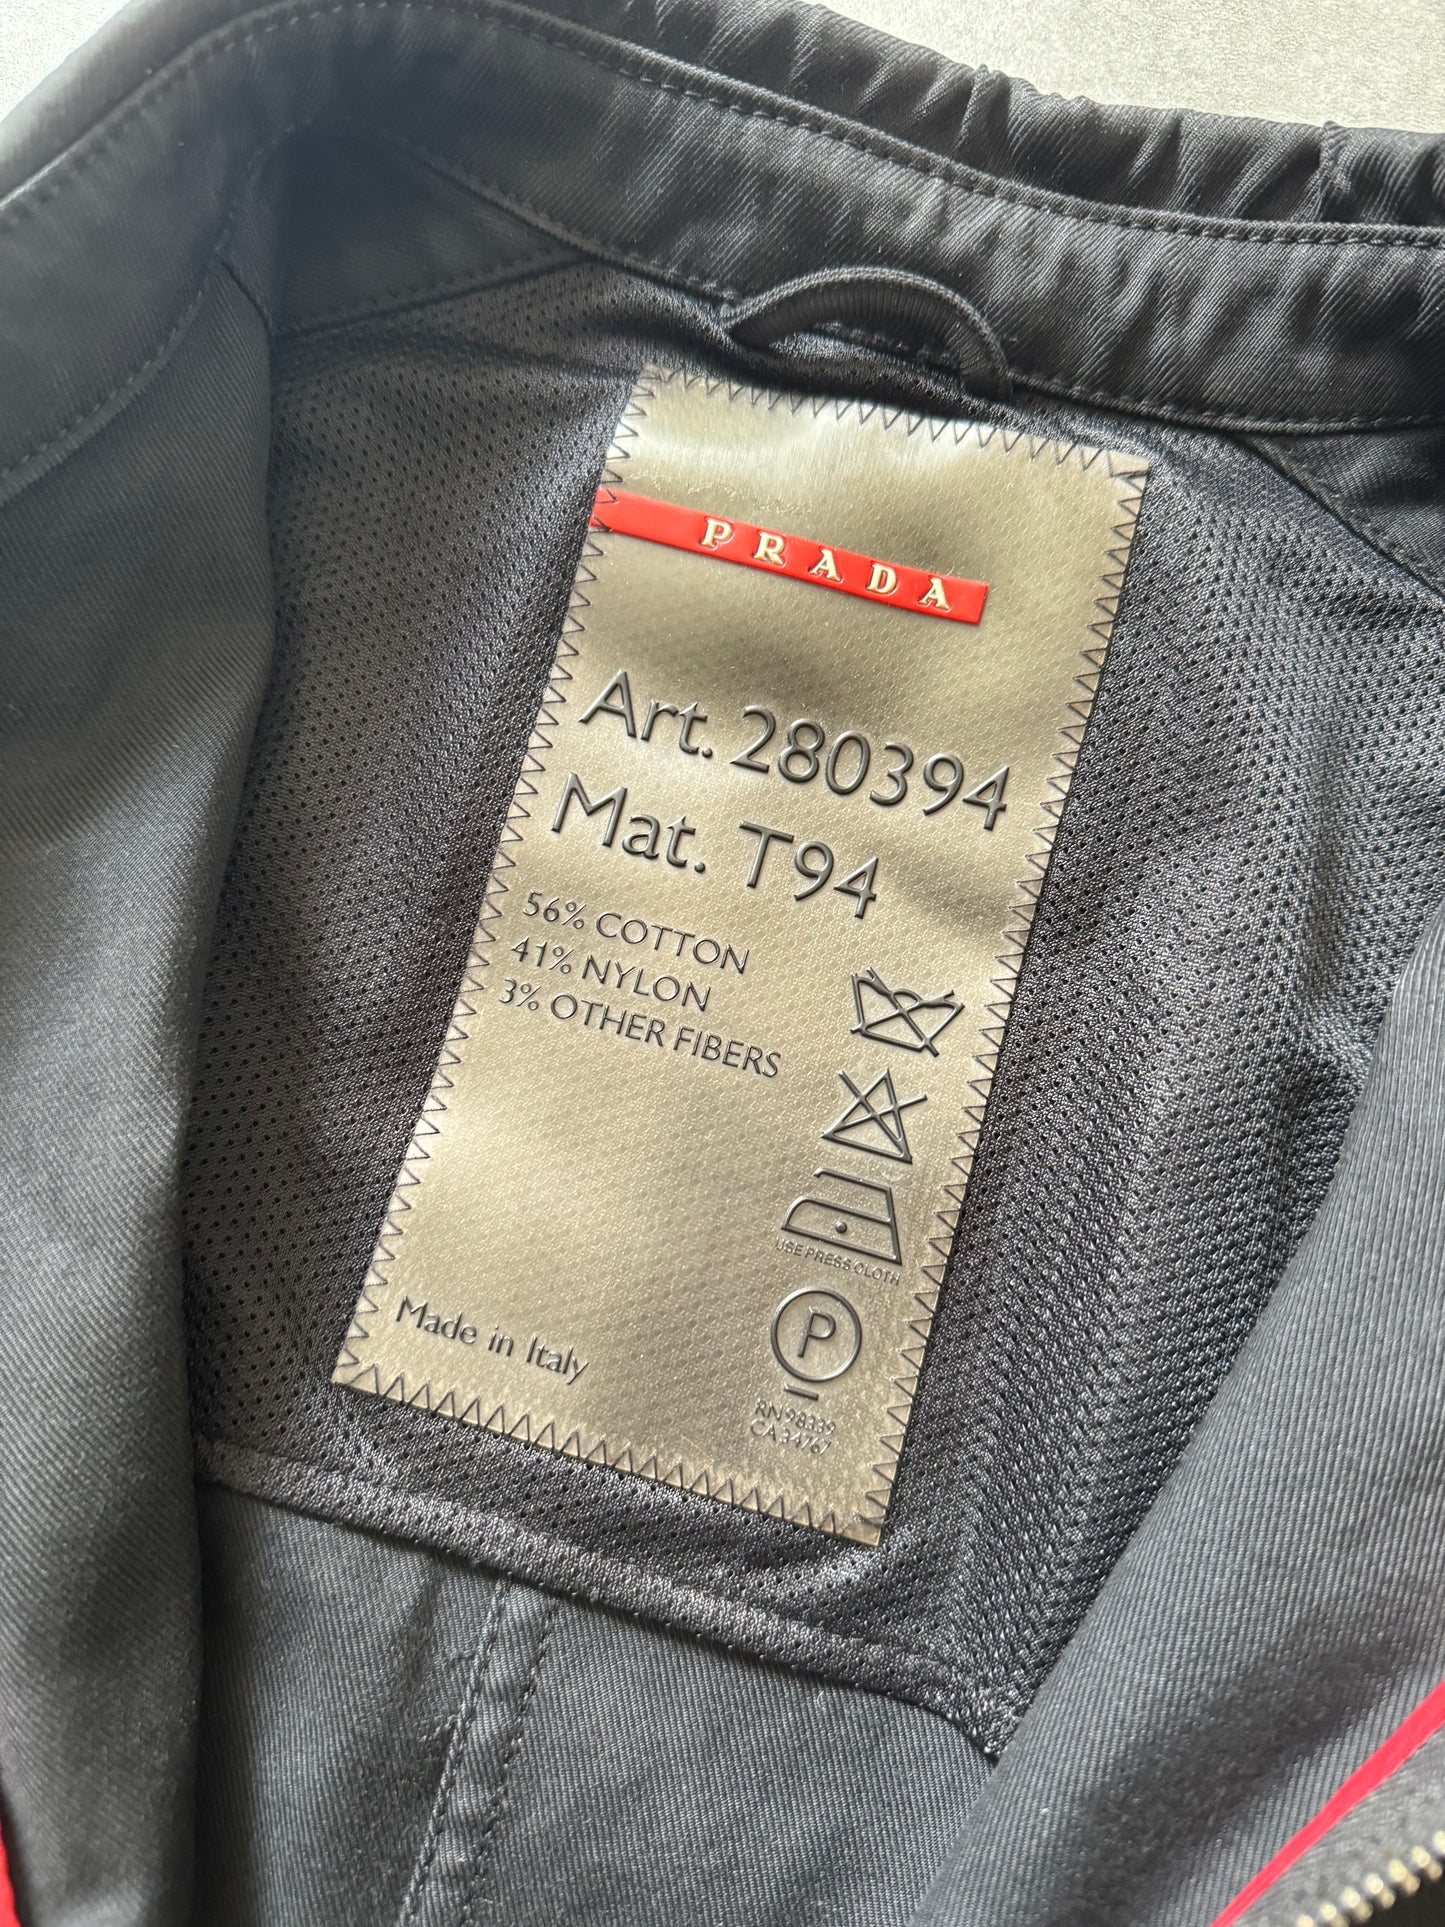 PRADA
Art. 280394
Mat. T94
56% COTTON
41% NYLON
3% OTHER FIBERS
USE PRESS CLOTH
P
Made in Italy
RN 98339
CA 34767